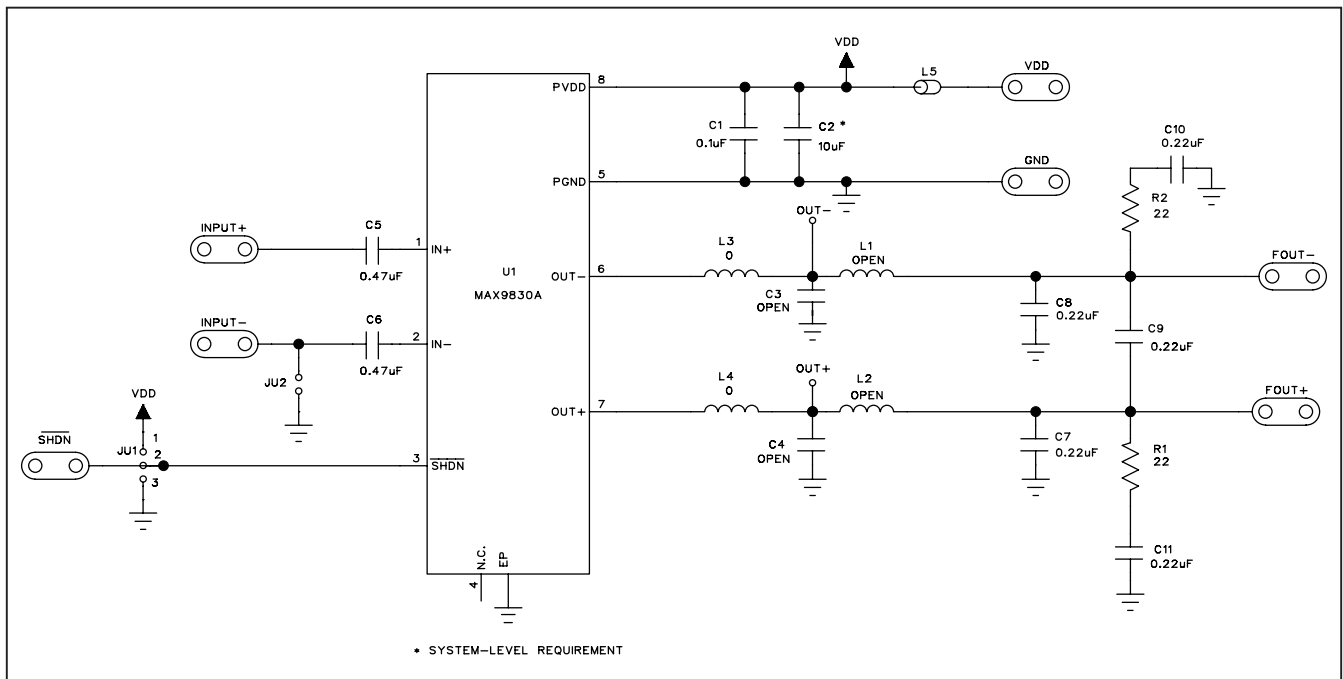 VDD
PVDD
8
L5
VDD
C1
0.1uF
C2 *
10uF
C10
0.22uF
PGND
5
GND
R2
22
INPUT+
C5
0.47uF
1
IN+
U1
MAX9830A
OUT-
6
L3
0
OUT-
L1
OPEN
C3
OPEN
C8
0.22uF
FOUT-
C9
0.22uF
INPUT-
C6
0.47uF
2
IN-
JU2
OUT+
7
L4
0
OUT+
L2
OPEN
C4
OPEN
C7
0.22uF
FOUT+
R1
22
C11
0.22uF
VDD
SHDN
JU1
1
2
3
3
SHDN
4
N.C.
EP
* SYSTEM-LEVEL REQUIREMENT